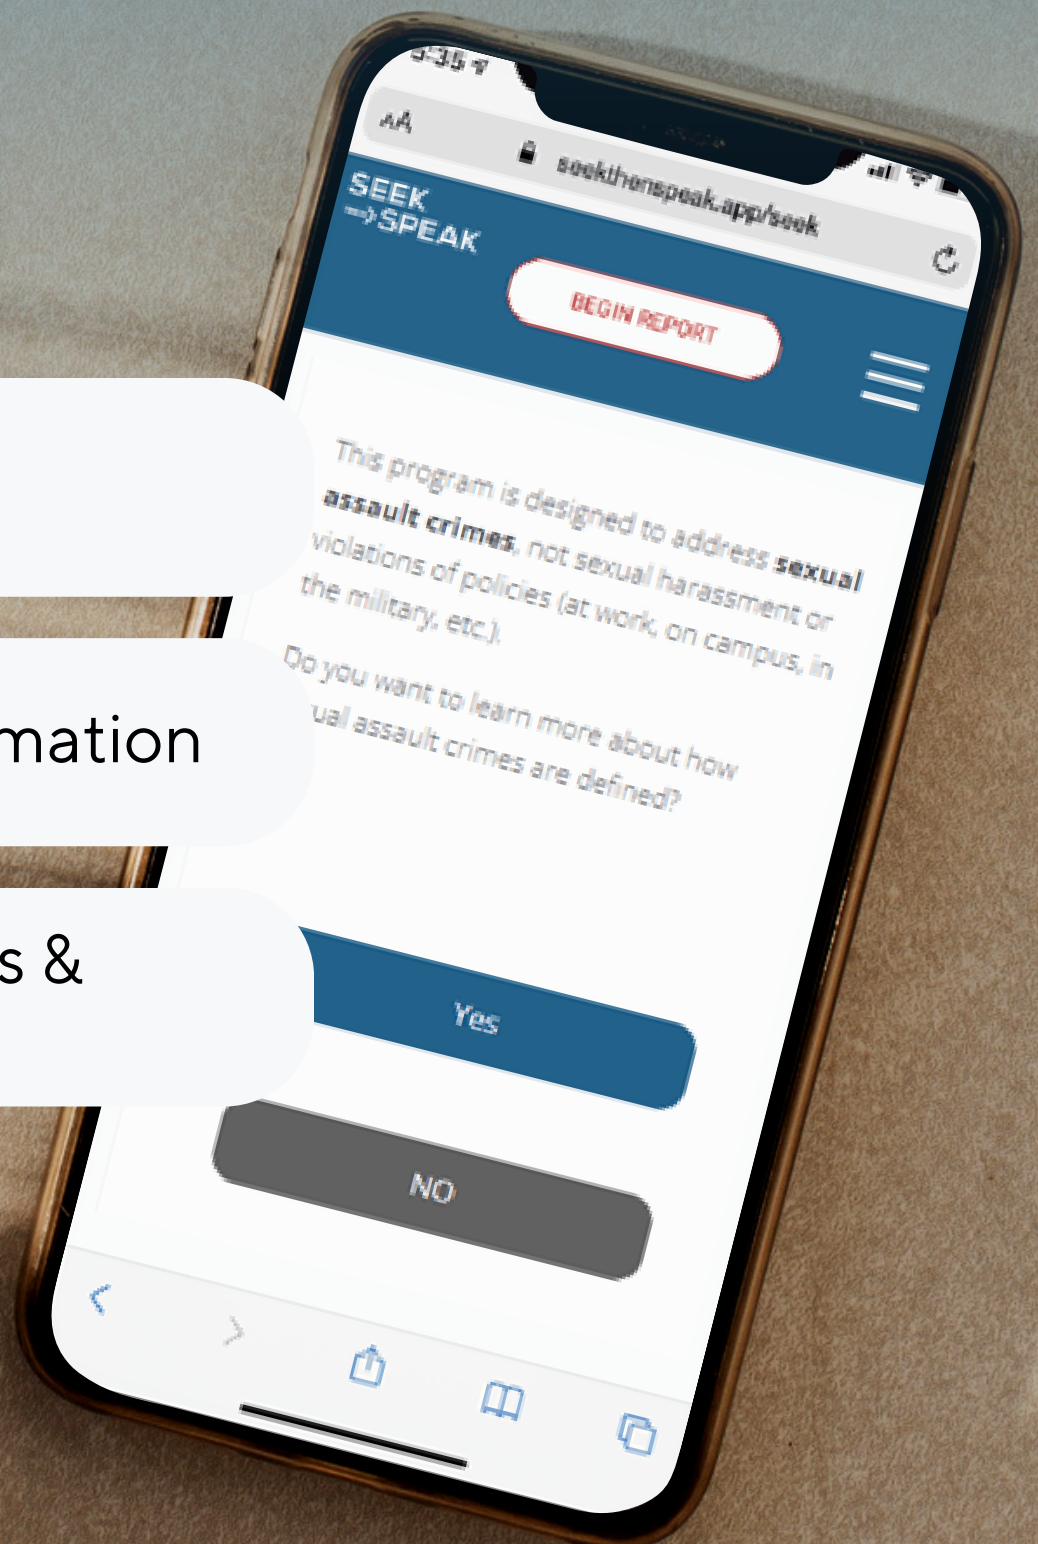 5:35
AA
seekthenspeak.app/seek
SEEK
⇒SPEAK
BEGIN REPORT
This program is designed to address sexual
assault crimes, not sexual harassment or
violations of policies (at work, on campus, in
the military, etc.).
Do you want to learn more about how
ual assault crimes are defined?
mation
s &
Yes
NO